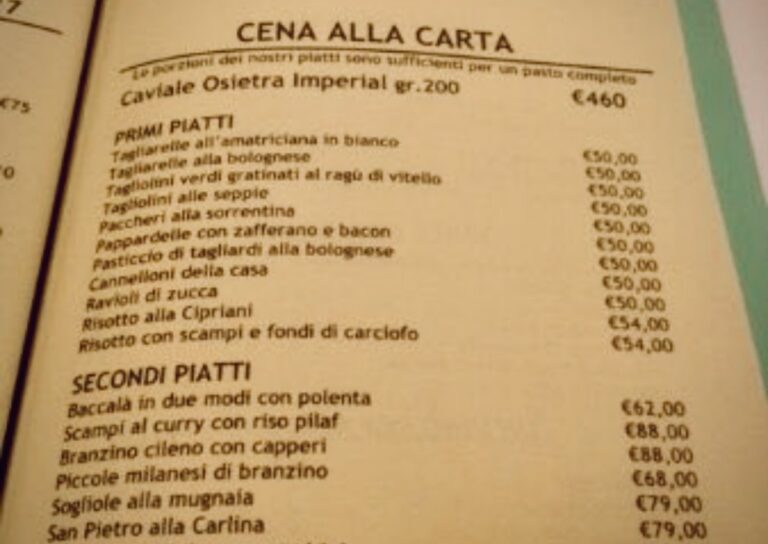 7
€75
0
CENA ALLA CARTA
Le porzioni dei nostri piatti sono sufficienti per un pasto completo
Caviale Osietra Imperial gr.200 €460
PRIMI PIATTI
Tagliarelle all'amatriciana in bianco €50,00
Tagliarelle alla bolognese €50,00
Tagliolini verdi gratinati al ragù di vitello €50,00
Tagliolini alle seppie €50,00
Paccheri alla sorrentina €50,00
Pappardelle con zafferano e bacon €50,00
Pasticcio di tagliardi alla bolognese €50,00
Cannelloni della casa €50,00
Ravioli di zucca €50,00
Risotto alla Cipriani €54,00
Risotto con scampi e fondi di carciofo €54,00
SECONDI PIATTI
Baccalà in due modi con polenta €62,00
Scampi al curry con riso pilaf €88,00
Branzino cileno con capperi €88,00
Piccole milanesi di branzino €68,00
Sogliole alla mugnaia €79,00
San Pietro alla Carlina €79,00